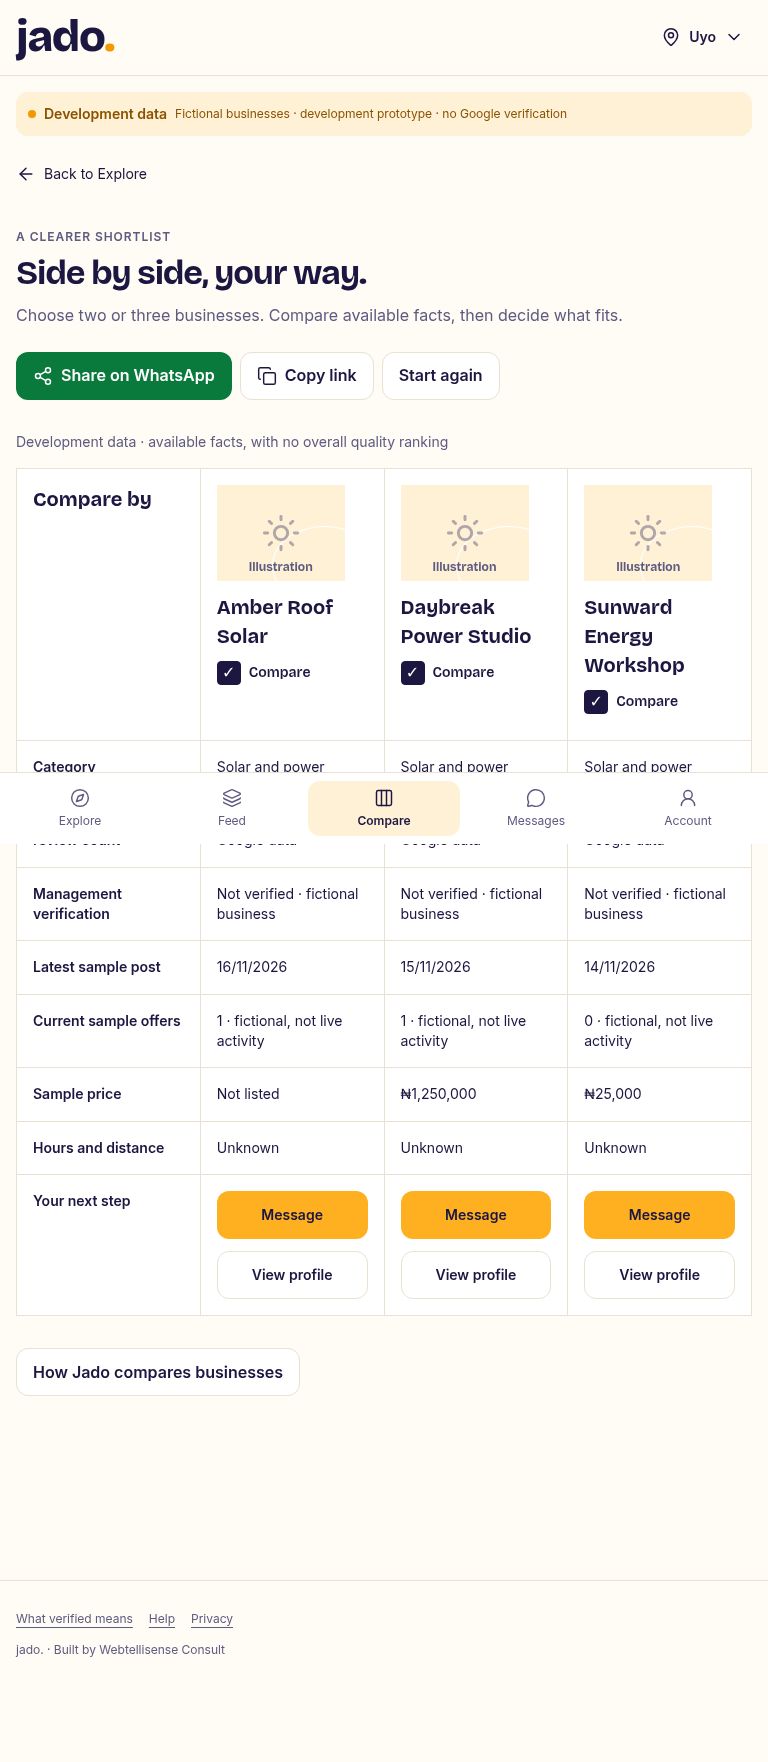 jado.
Uyo
Development data Fictional businesses · development prototype · no Google verification
Back to Explore
A CLEARER SHORTLIST
Side by side, your way.
Choose two or three businesses. Compare available facts, then decide what fits.
Share on WhatsApp
Copy link
Start again
Development data · available facts, with no overall quality ranking
Compare by
Illustration
Amber Roof
Solar
✓ Compare
Illustration
Daybreak
Power Studio
✓ Compare
Illustration
Sunward
Energy
Workshop
✓ Compare
Category
Solar and power
Solar and power
Solar and power
Explore
Feed
Compare
Messages
Account
Management
verification
Not verified · fictional
business
Not verified · fictional
business
Not verified · fictional
business
Latest sample post
16/11/2026
15/11/2026
14/11/2026
Current sample offers
1 · fictional, not live
activity
1 · fictional, not live
activity
0 · fictional, not live
activity
Sample price
Not listed
₦1,250,000
₦25,000
Hours and distance
Unknown
Unknown
Unknown
Your next step
Message
View profile
Message
View profile
Message
View profile
How Jado compares businesses
What verified means
Help
Privacy
jado. · Built by Webtellisense Consult